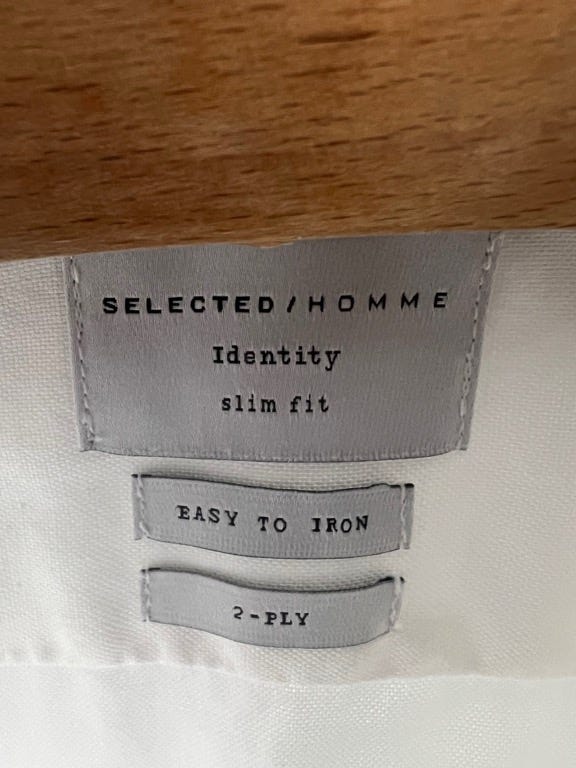 SELECTED/HOMME
Identity
slim fit
EASY TO IRON
2-PLY